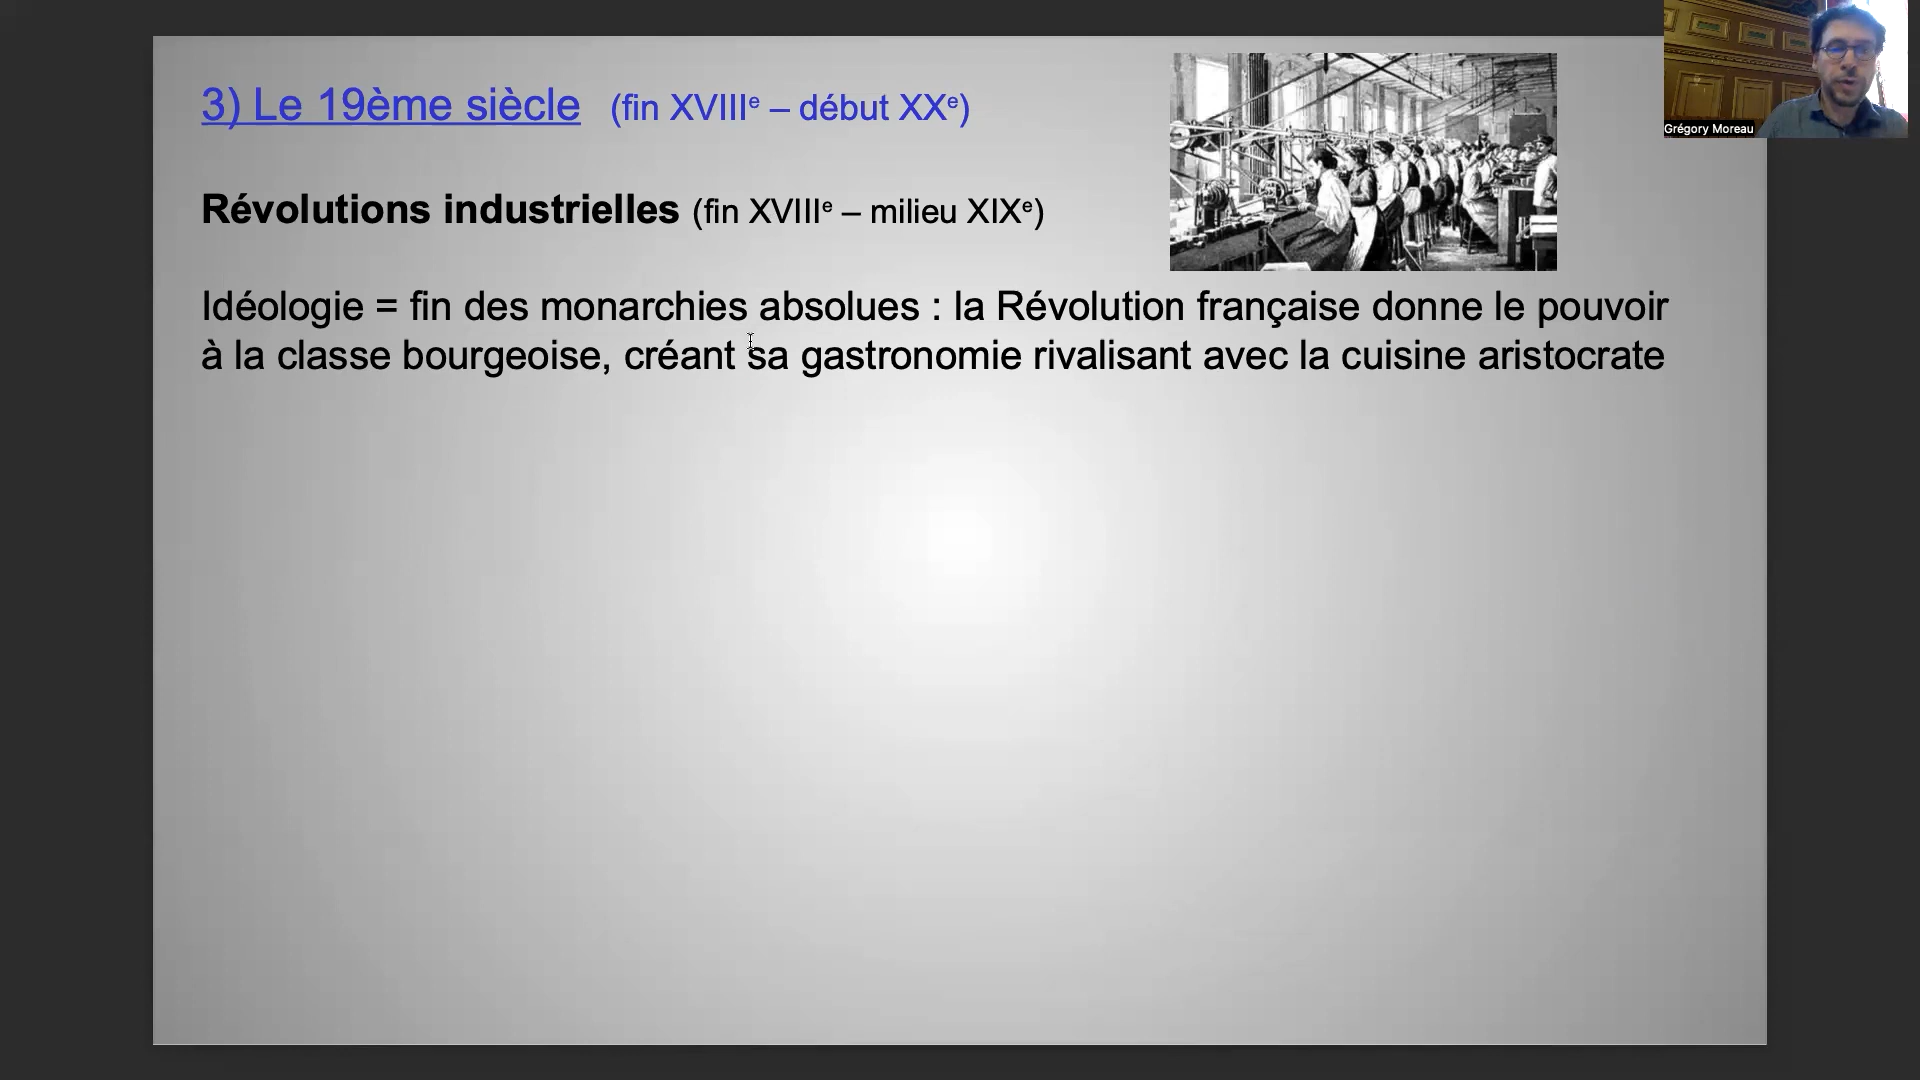 3) Le 19ème siècle (fin XVIIIᵉ – début XXᵉ)
Grégory Moreau
Révolutions industrielles (fin XVIIIᵉ – milieu XIXᵉ)
Idéologie = fin des monarchies absolues : la Révolution française donne le pouvoir
à la classe bourgeoise, créant sa gastronomie rivalisant avec la cuisine aristocrate